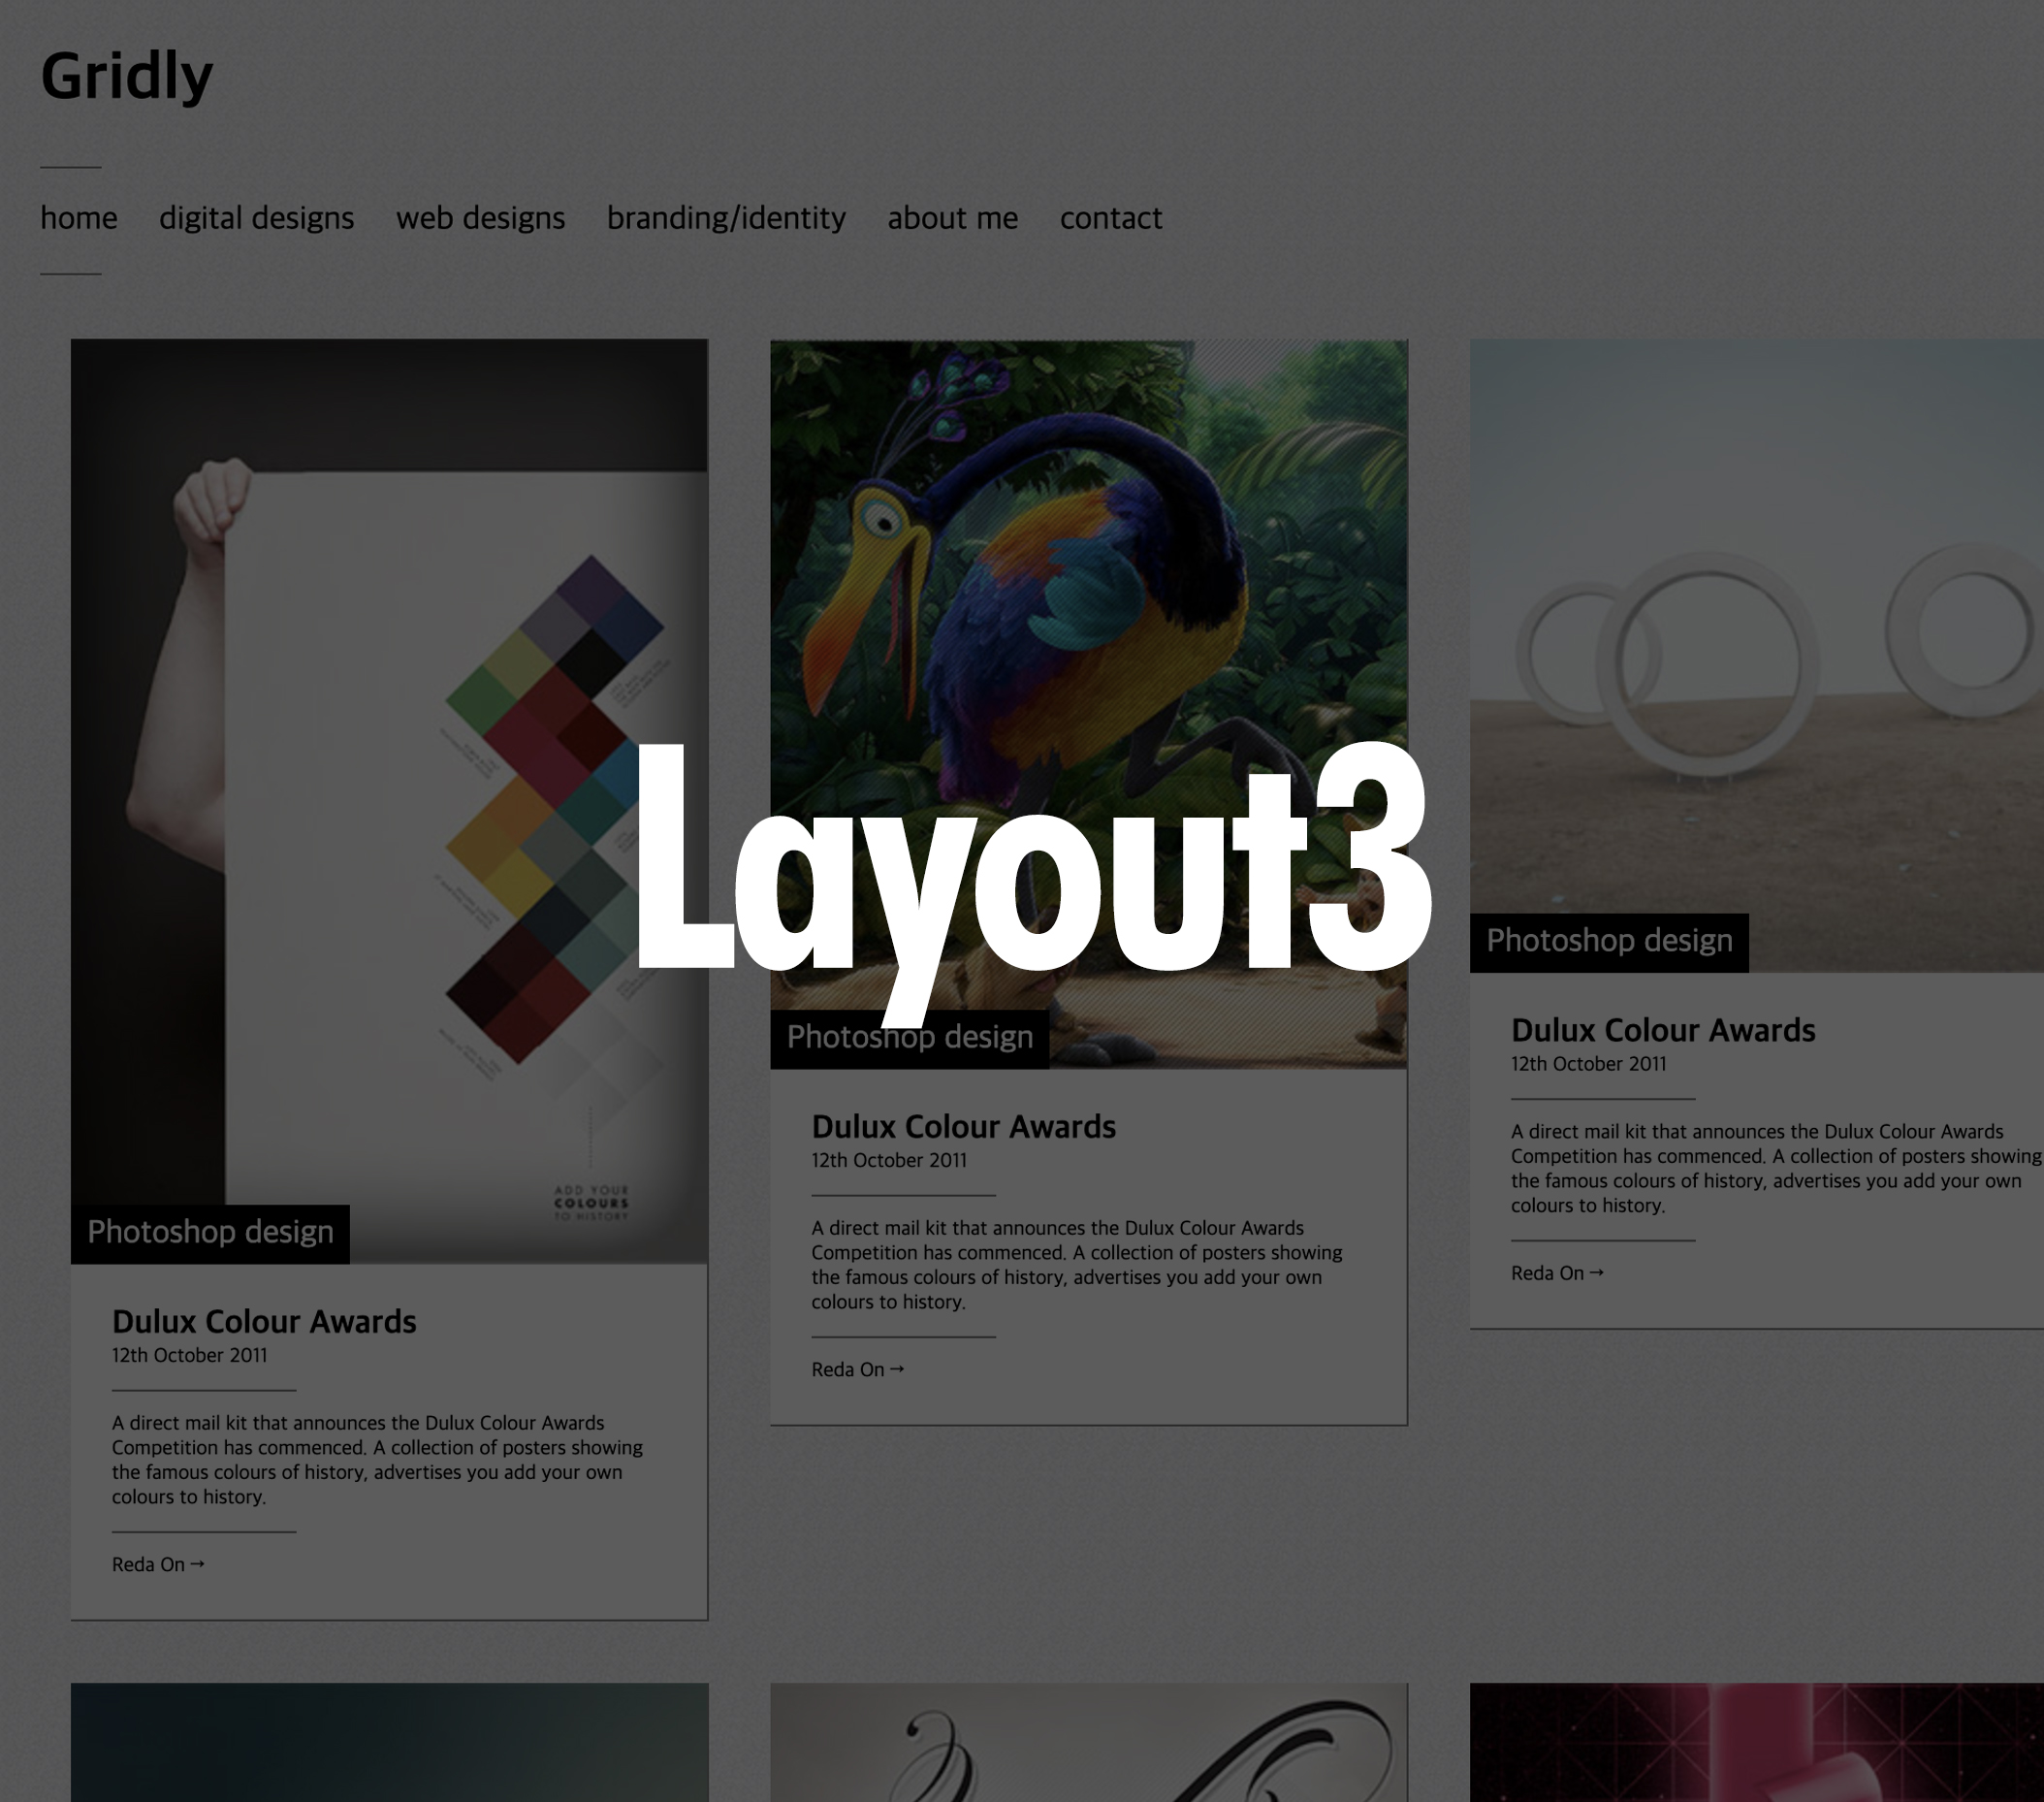 Gridly
home digital designs web designs branding/identity about me contact
Layout3
ADD YOUR
COLOURS
TO HISTORY
Photoshop design
Dulux Colour Awards
12th October 2011
A direct mail kit that announces the Dulux Colour Awards
Competition has commenced. A collection of posters showing
the famous colours of history, advertises you add your own
colours to history.
Reda On →
Photoshop design
Dulux Colour Awards
12th October 2011
A direct mail kit that announces the Dulux Colour Awards
Competition has commenced. A collection of posters showing
the famous colours of history, advertises you add your own
colours to history.
Reda On →
Photoshop design
Dulux Colour Awards
12th October 2011
A direct mail kit that announces the Dulux Colour Awards
Competition has commenced. A collection of posters showing
the famous colours of history, advertises you add your own
colours to history.
Reda On →